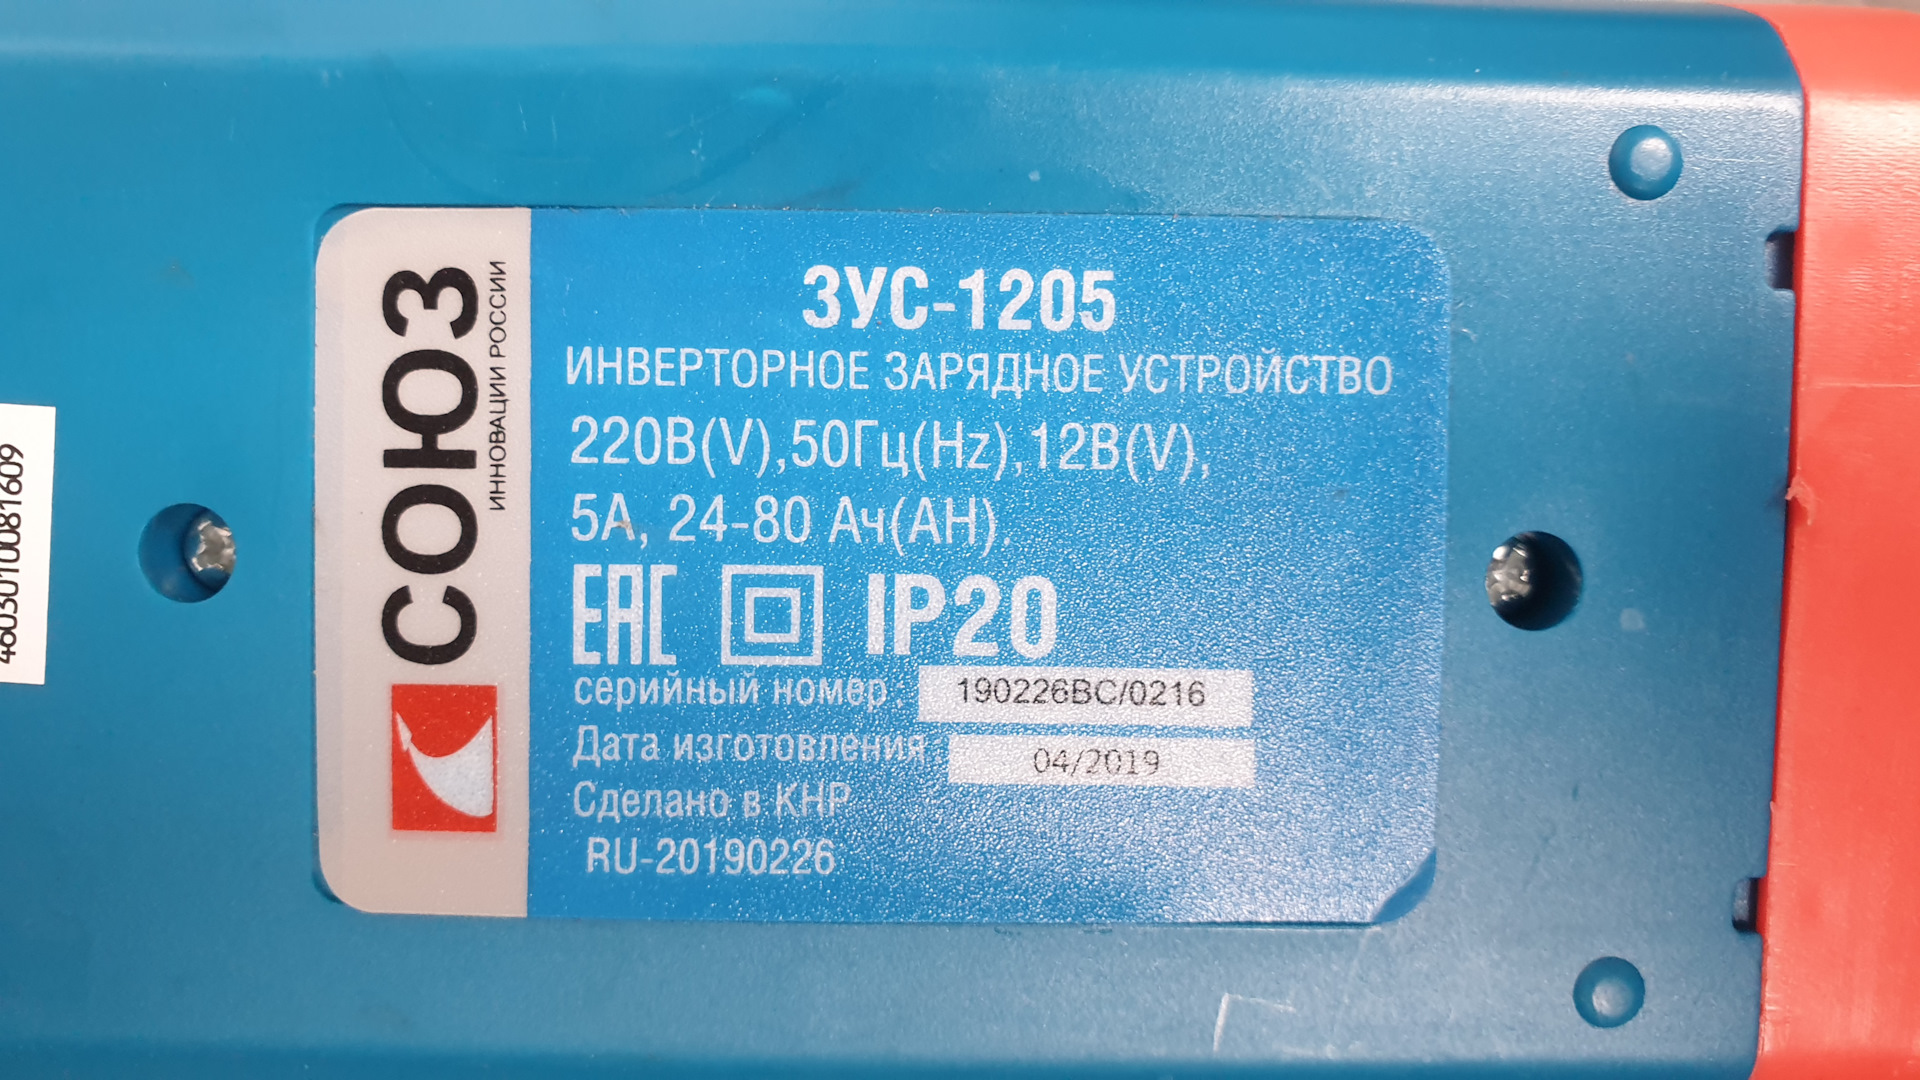 ЗУС-1205
ИНВЕРТОРНОЕ ЗАРЯДНОЕ УСТРОЙСТВО
220В(V),50Гц(Hz),12В(V),
5А, 24-80 Ач(АН).
EAC IP20
серийный номер: 190226BC/0216
Дата изготовления 04/2019
Сделано в КНР
RU-20190226
СОЮЗ
ИННОВАЦИИ РОССИИ
4603010081609